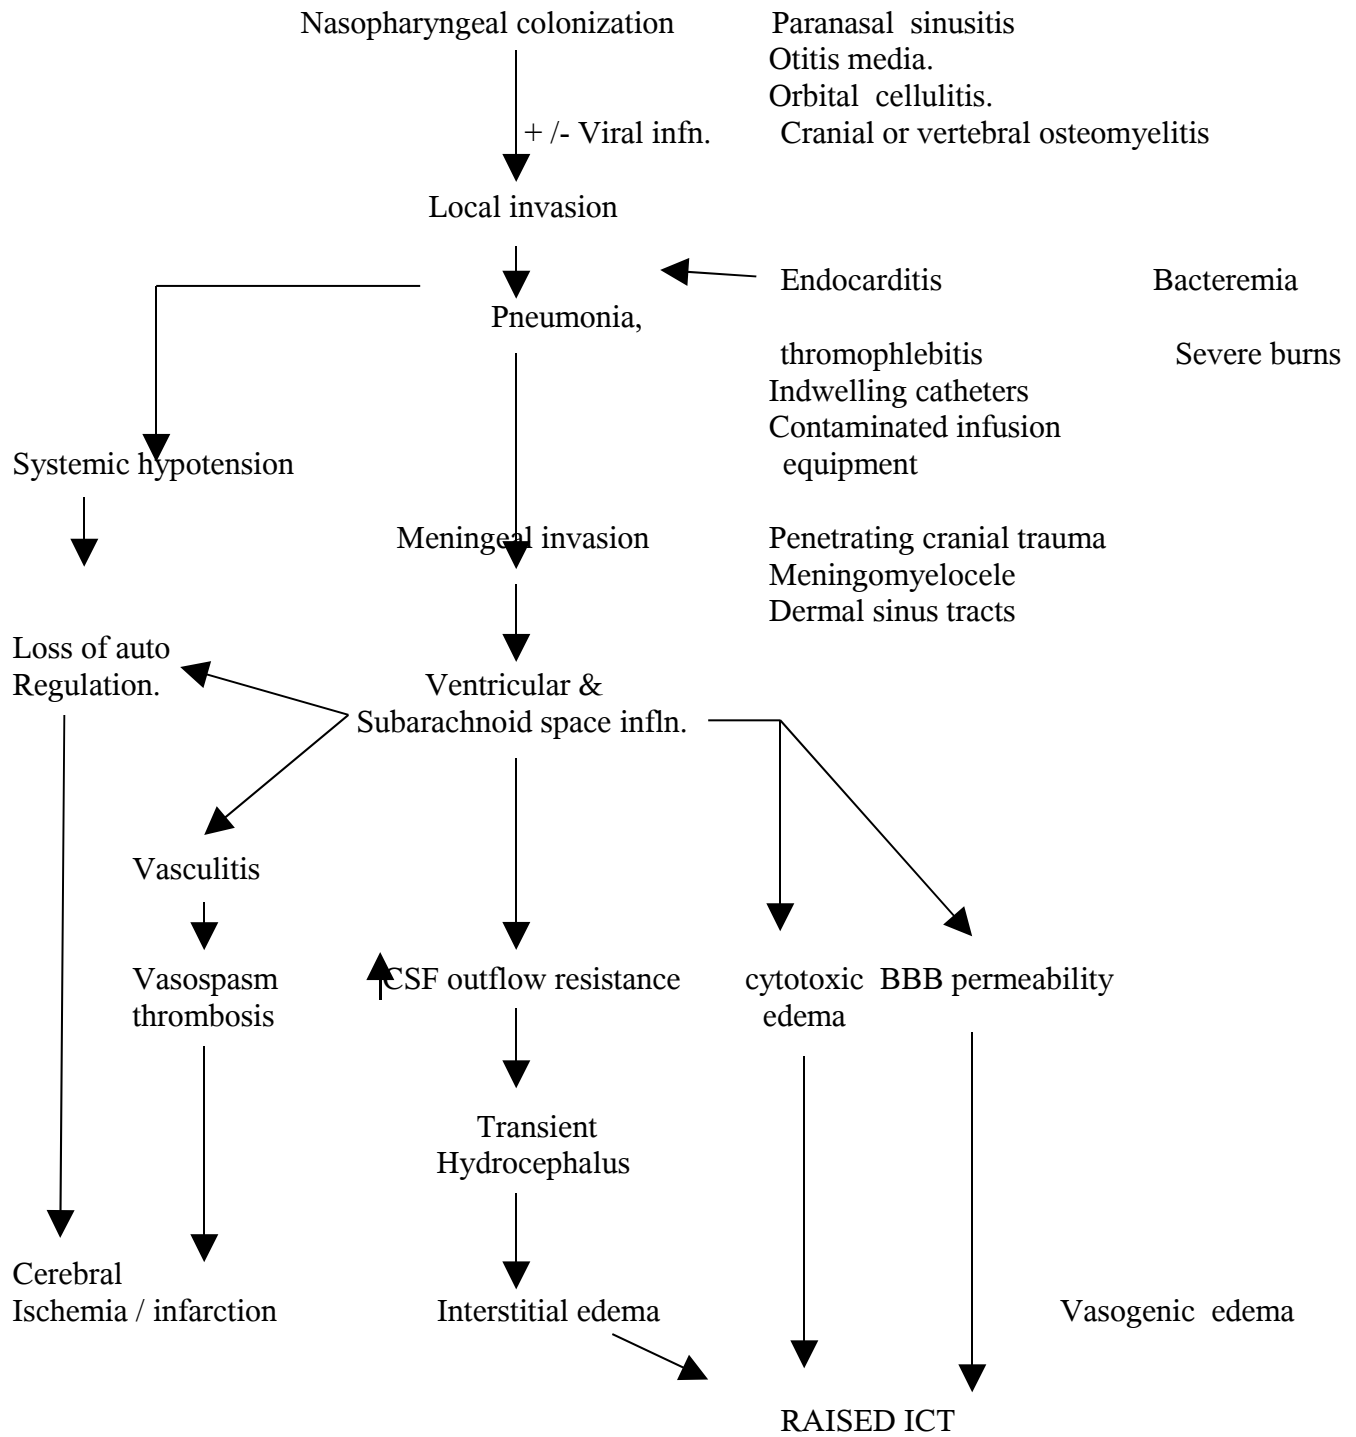 Nasopharyngeal colonization Paranasal sinusitis
Otitis media.
Orbital cellulitis.
+ /- Viral infn. Cranial or vertebral osteomyelitis
Local invasion
Endocarditis Bacteremia
Pneumonia,
thromophlebitis Severe burns
Indwelling catheters
Contaminated infusion
Systemic hypotension equipment
Meningeal invasion Penetrating cranial trauma
Meningomyelocele
Dermal sinus tracts
Loss of auto
Regulation. Ventricular &
Subarachnoid space infln.
Vasculitis
Vasospasm CSF outflow resistance cytotoxic BBB permeability
thrombosis edema
Transient
Hydrocephalus
Cerebral
Ischemia / infarction Interstitial edema Vasogenic edema
RAISED ICT